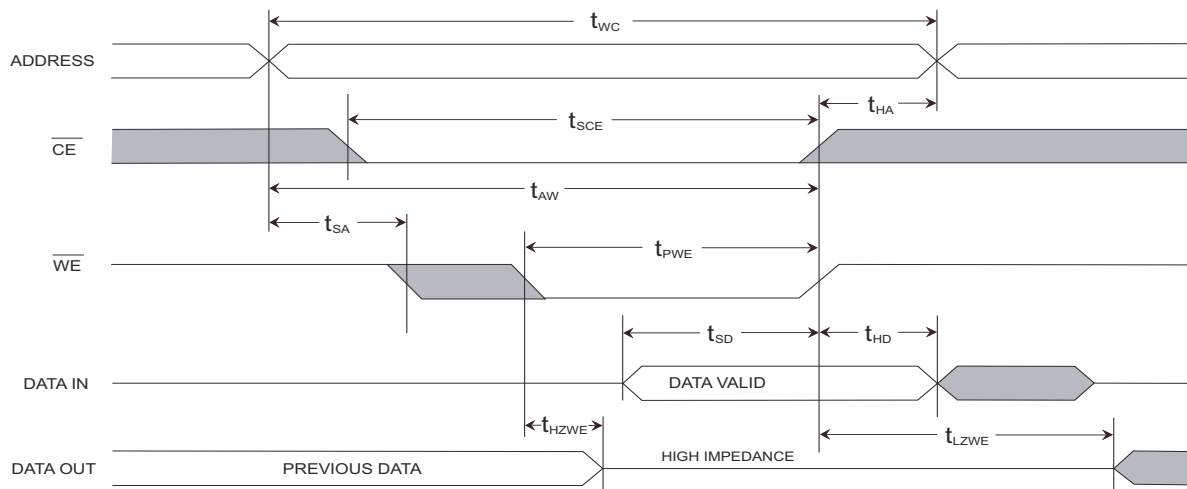 tWC
ADDRESS
tHA
tSCE
CE
tAW
tSA
tPWE
WE
tSD
tHD
DATA IN
DATA VALID
tHZWE
tLZWE
HIGH IMPEDANCE
DATA OUT
PREVIOUS DATA